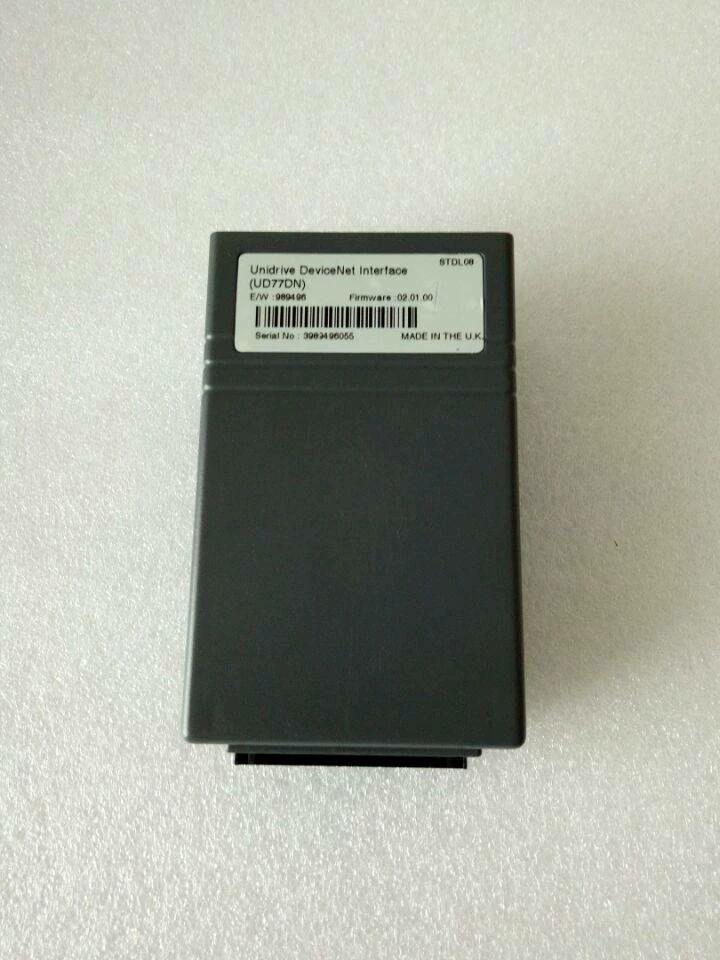 STDL08
Unidrive DeviceNet Interface
(UD77DN)
E/W :989496 Firmware :02.01.00
Serial No : 3989496055 MADE IN THE U.K.